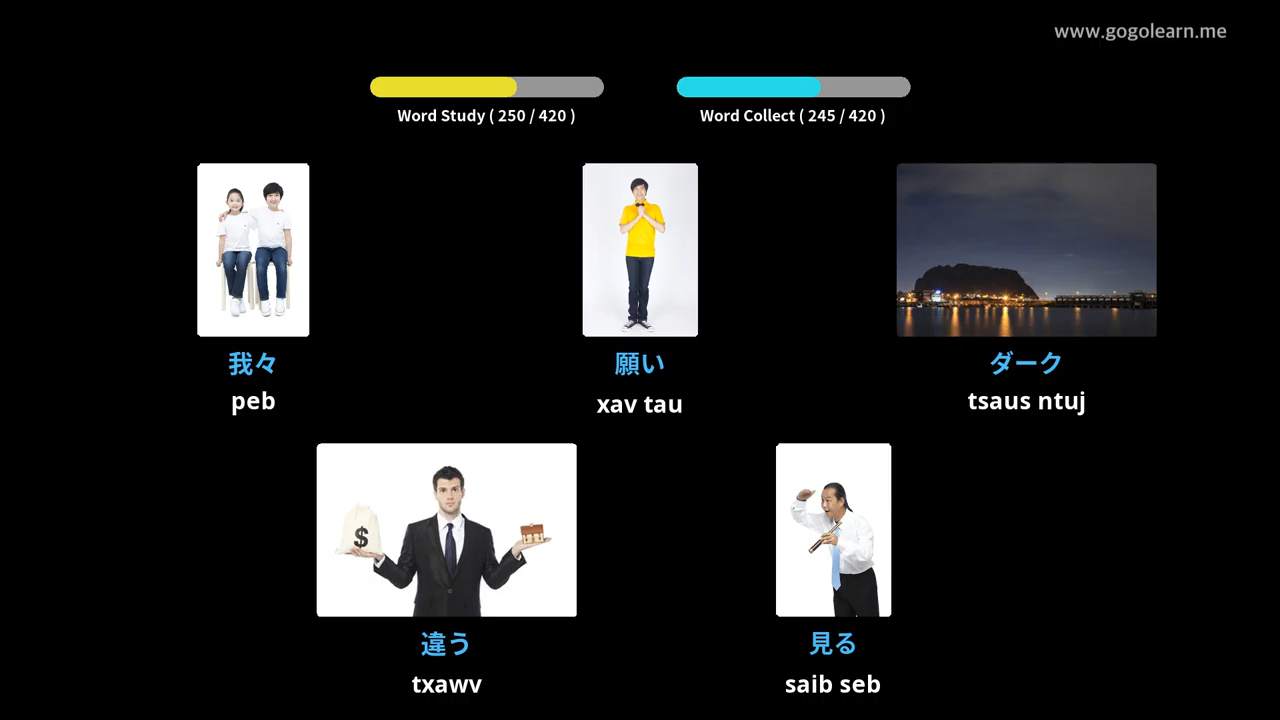 www.gogolearn.me
Word Study ( 250 / 420 )
Word Collect ( 245 / 420 )
我々
peb
願い
xav tau
ダーク
tsaus ntuj
$
違う
txawv
見る
saib seb